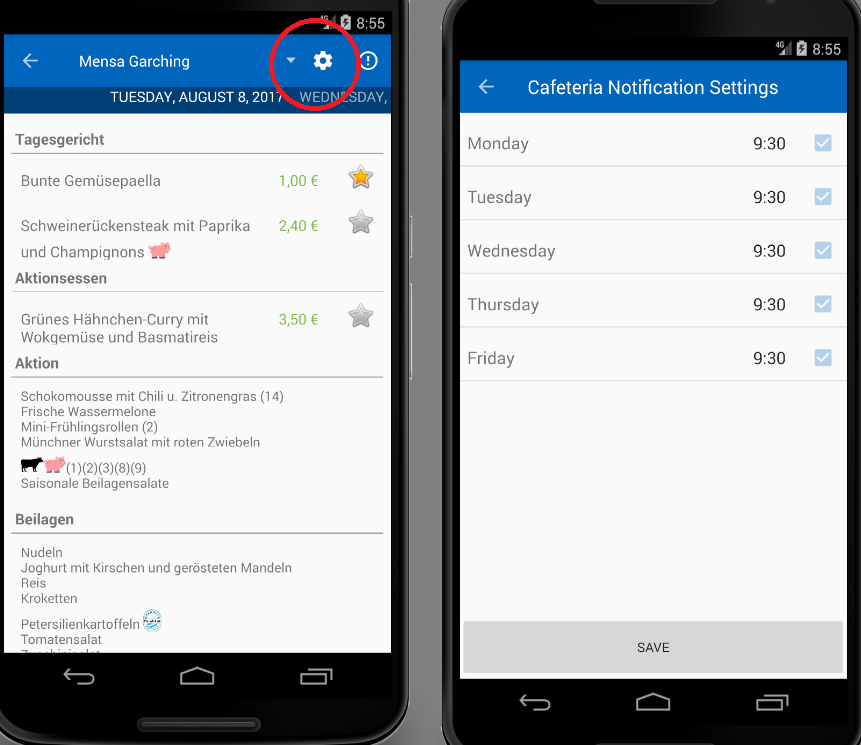 4G 8:55
Mensa Garching
TUESDAY, AUGUST 8, 2017 WEDNESDAY,
Tagesgericht
Bunte Gemüsepaella 1,00 €
Schweinerückensteak mit Paprika 2,40 €
und Champignons
Aktionsessen
Grünes Hähnchen-Curry mit 3,50 €
Wokgemüse und Basmatireis
Aktion
Schokomousse mit Chili u. Zitronengras (14)
Frische Wassermelone
Mini-Frühlingsrollen (2)
Münchner Wurstsalat mit roten Zwiebeln
(1)(2)(3)(8)(9)
Saisonale Beilagensalate
Beilagen
Nudeln
Joghurt mit Kirschen und gerösteten Mandeln
Reis
Kroketten
Petersilienkartoffeln
Tomatensalat
4G 8:55
Cafeteria Notification Settings
Monday 9:30
Tuesday 9:30
Wednesday 9:30
Thursday 9:30
Friday 9:30
SAVE